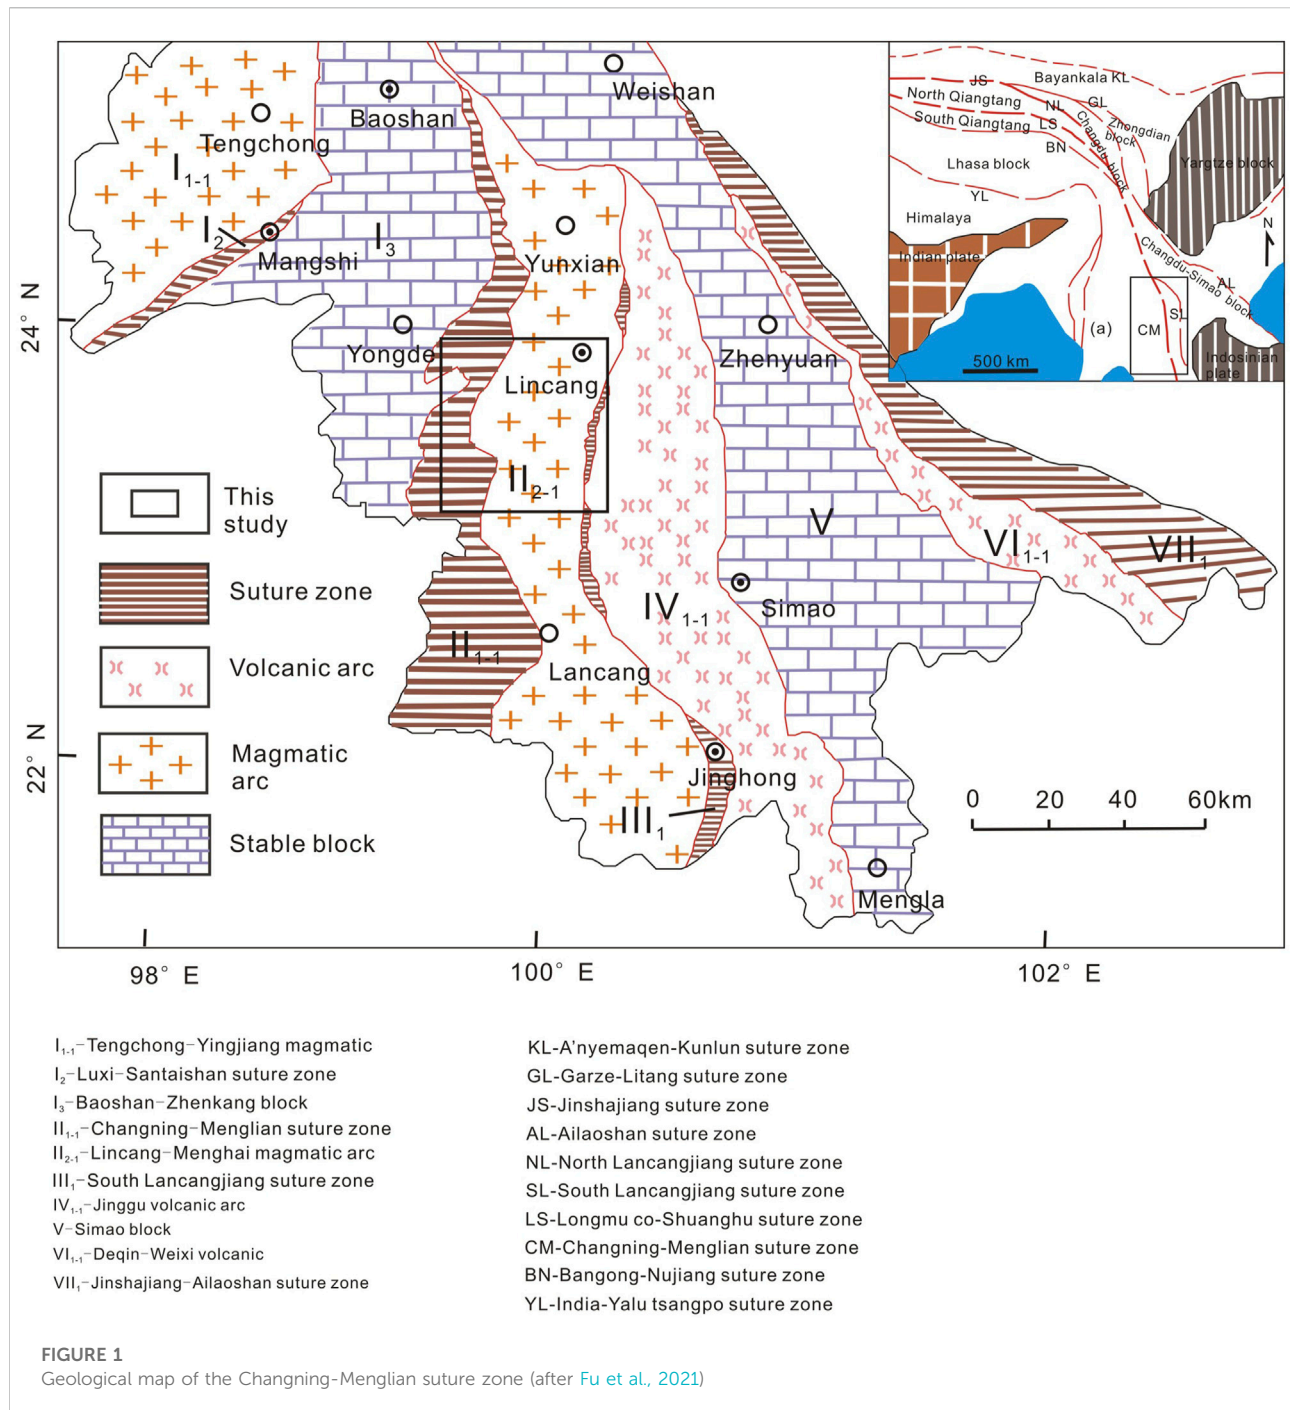 Weishan
Baoshan
Tengchong
I1-1
I2
I3
Mangshi
Yunxian
Yongde
Lincang
Zhenyuan
II2-1
V
VI1-1
VII1
IV1-1
Simao
II1-1
Lancang
Jinghong
III1
Mengla
JS
Bayankala KL
North Qiangtang
NL
GL
South Qiangtang
LS
Zhongdian
block
Changdu block
BN
Lhasa block
Yargtze block
YL
Himalaya
N
Indian plate
Changdu-Simao block
AL
(a)
SL
CM
500 km
Indosinian
plate
24° N
22° N
This
study
Suture zone
Volcanic arc
Magmatic
arc
Stable block
0 20 40 60km
98° E 100° E 102° E
I1-1-Tengchong-Yingjiang magmatic
I2-Luxi-Santaishan suture zone
I3-Baoshan-Zhenkang block
II1-1-Changning-Menglian suture zone
II2-1-Lincang-Menghai magmatic arc
III1-South Lancangjiang suture zone
IV1-1-Jinggu volcanic arc
V-Simao block
VI1-1-Deqin-Weixi volcanic
VII1-Jinshajiang-Ailaoshan suture zone
KL-A'nyemaqen-Kunlun suture zone
GL-Garze-Litang suture zone
JS-Jinshajiang suture zone
AL-Ailaoshan suture zone
NL-North Lancangjiang suture zone
SL-South Lancangjiang suture zone
LS-Longmu co-Shuanghu suture zone
CM-Changning-Menglian suture zone
BN-Bangong-Nujiang suture zone
YL-India-Yalu tsangpo suture zone
FIGURE 1
Geological map of the Changning-Menglian suture zone (after Fu et al., 2021)